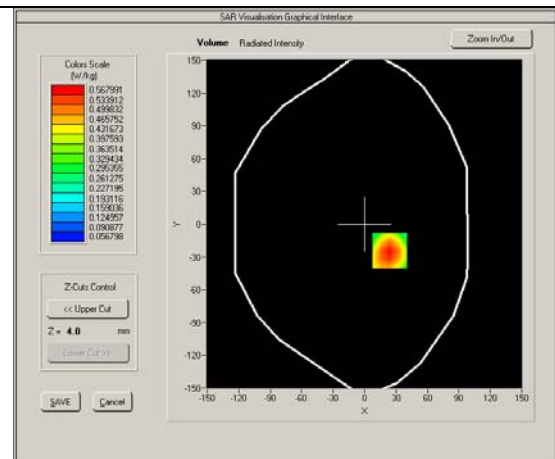 SAR Visualisation Graphical Interface
Volume Radiated Intensity
Zoom In/Out
Colors Scale
(W/kg)
0.567991
0.533912
0.499832
0.465752
0.431673
0.397593
0.363514
0.329434
0.295355
0.261275
0.227195
0.193116
0.159036
0.124957
0.090877
0.056798
Z-Cuts Control
<< Upper Cut
Z = 4.0 mm
Lower Cut >>
SAVE Cancel
150
120
90
60
30
0
-30
-60
-90
-120
-150
Y
-150 -120 -90 -60 -30 0 30 60 90 120 150
X